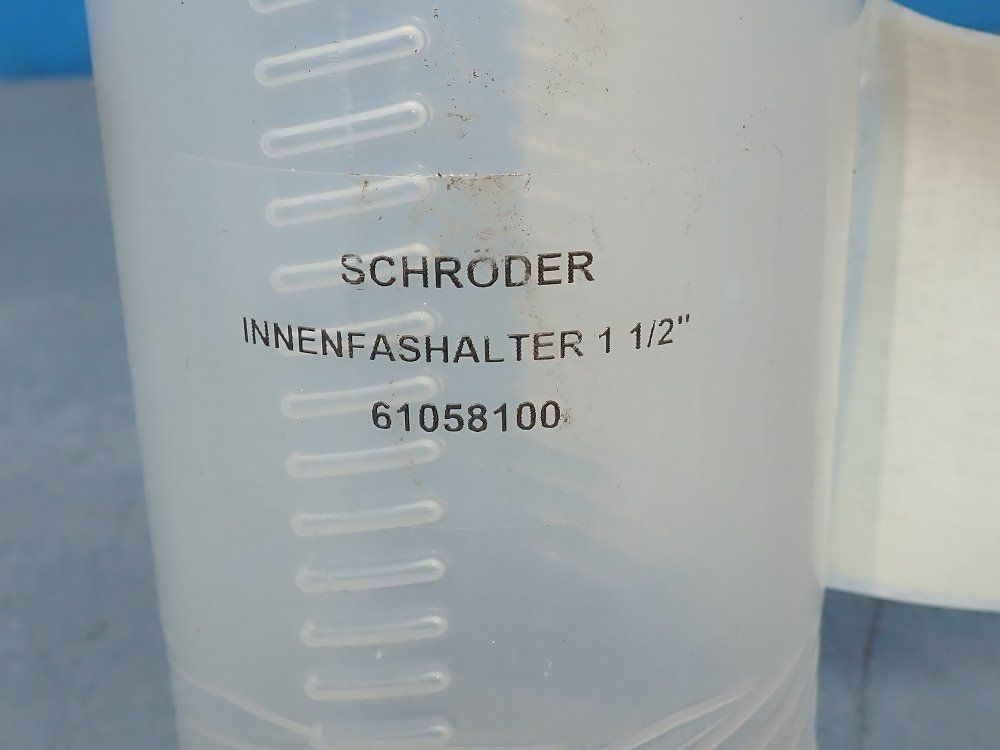 SCHRÖDER
INNENFASHALTER 1 1/2"
61058100